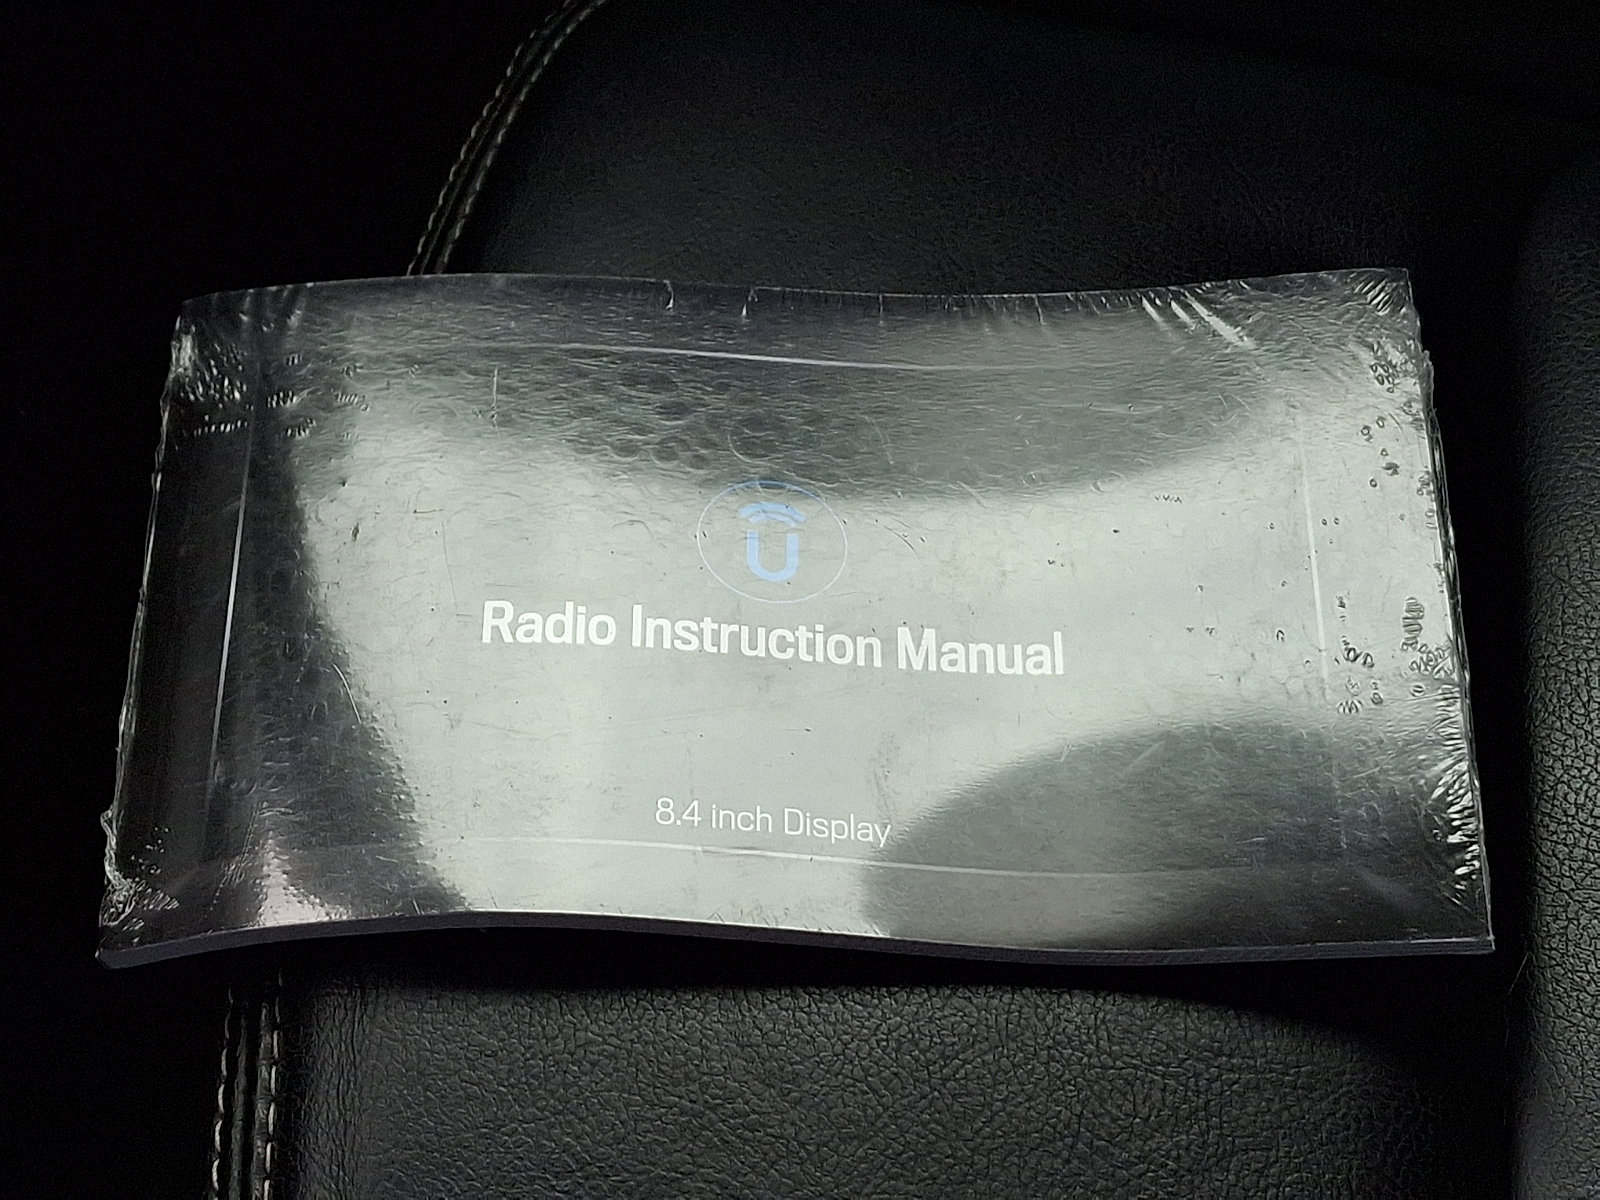 U
Radio Instruction Manual
8.4 inch Display